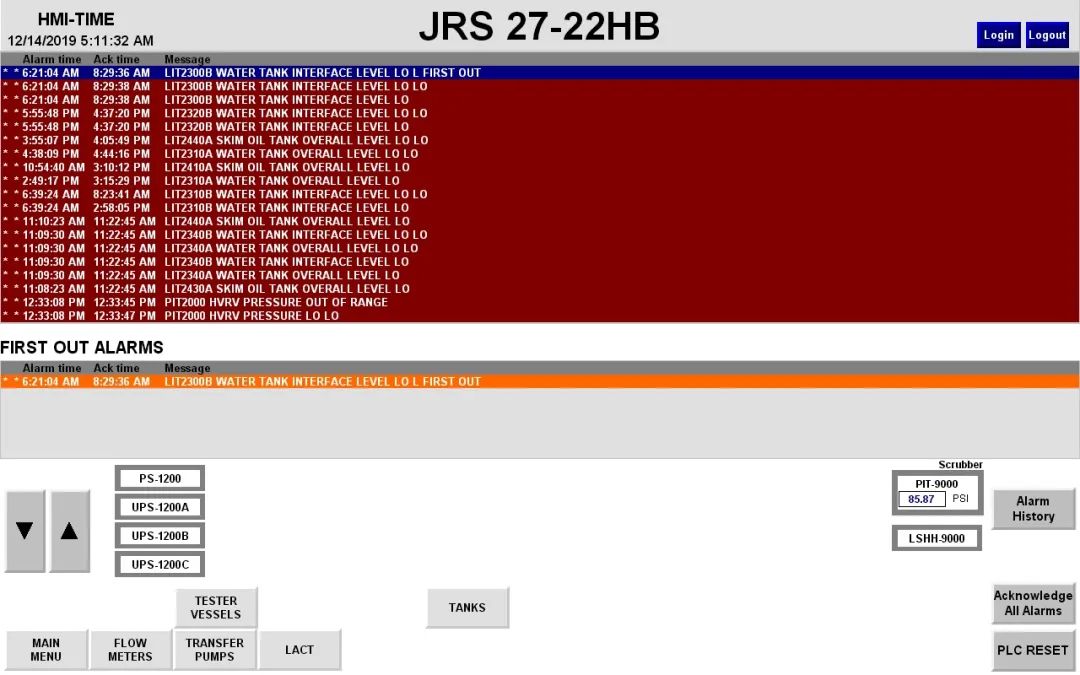 HMI-TIME
12/14/2019 5:11:32 AM
JRS 27-22HB
Login Logout
Alarm time Ack time Message
* * 6:21:04 AM 8:29:36 AM LIT2300B WATER TANK INTERFACE LEVEL LO L FIRST OUT
* * 6:21:04 AM 8:29:38 AM LIT2300B WATER TANK INTERFACE LEVEL LO LO
* * 6:21:04 AM 8:29:38 AM LIT2300B WATER TANK INTERFACE LEVEL LO
* * 5:55:48 PM 4:37:20 PM LIT2320B WATER TANK INTERFACE LEVEL LO LO
* * 5:55:48 PM 4:37:20 PM LIT2320B WATER TANK INTERFACE LEVEL LO
* * 3:55:07 PM 4:05:49 PM LIT2440A SKIM OIL TANK OVERALL LEVEL LO LO
* * 4:38:09 PM 4:44:16 PM LIT2310A WATER TANK OVERALL LEVEL LO LO
* * 10:54:40 AM 3:10:12 PM LIT2410A SKIM OIL TANK OVERALL LEVEL LO
* * 2:49:17 PM 3:15:29 PM LIT2310A WATER TANK OVERALL LEVEL LO
* * 6:39:24 AM 8:23:41 AM LIT2310B WATER TANK INTERFACE LEVEL LO LO
* * 6:39:24 AM 2:58:05 PM LIT2310B WATER TANK INTERFACE LEVEL LO
* * 11:10:23 AM 11:22:45 AM LIT2440A SKIM OIL TANK OVERALL LEVEL LO
* * 11:09:30 AM 11:22:45 AM LIT2340B WATER TANK INTERFACE LEVEL LO LO
* * 11:09:30 AM 11:22:45 AM LIT2340A WATER TANK OVERALL LEVEL LO LO
* * 11:09:30 AM 11:22:45 AM LIT2340B WATER TANK INTERFACE LEVEL LO
* * 11:09:30 AM 11:22:45 AM LIT2340A WATER TANK OVERALL LEVEL LO
* * 11:08:23 AM 11:22:45 AM LIT2430A SKIM OIL TANK OVERALL LEVEL LO
* * 12:33:08 PM 12:33:45 PM PIT2000 HVRV PRESSURE OUT OF RANGE
* * 12:33:08 PM 12:33:47 PM PIT2000 HVRV PRESSURE LO LO
FIRST OUT ALARMS
Alarm time Ack time Message
* * 6:21:04 AM 8:29:36 AM LIT2300B WATER TANK INTERFACE LEVEL LO L FIRST OUT
PS-1200
UPS-1200A
UPS-1200B
UPS-1200C
Scrubber
PIT-9000
85.87 PSI
LSHH-9000
Alarm
History
TESTER
VESSELS
TANKS
Acknowledge
All Alarms
MAIN
MENU
FLOW
METERS
TRANSFER
PUMPS
LACT
PLC RESET